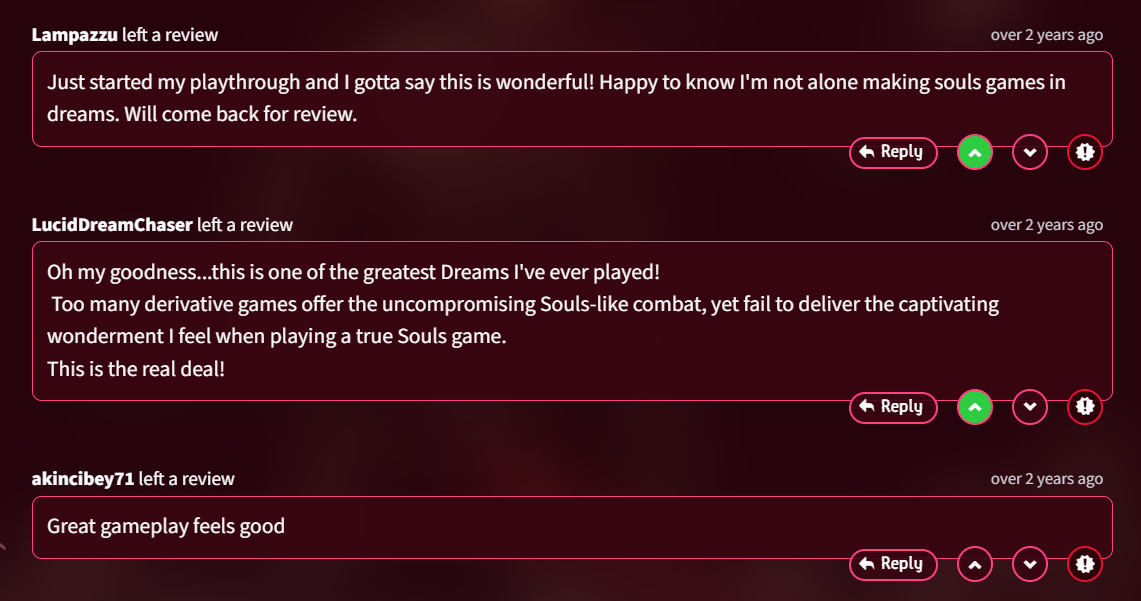 Lampazzu left a review
over 2 years ago
Just started my playthrough and I gotta say this is wonderful! Happy to know I'm not alone making souls games in
dreams. Will come back for review.
Reply
LucidDreamChaser left a review
over 2 years ago
Oh my goodness...this is one of the greatest Dreams I've ever played!
Too many derivative games offer the uncompromising Souls-like combat, yet fail to deliver the captivating
wonderment I feel when playing a true Souls game.
This is the real deal!
Reply
akincibey71 left a review
over 2 years ago
Great gameplay feels good
Reply